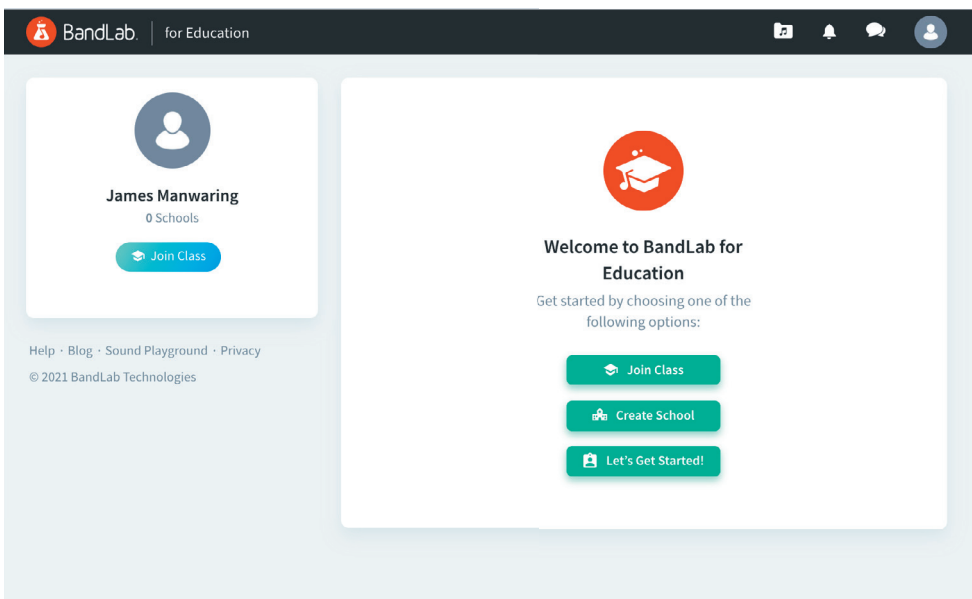 BandLab. for Education
James Manwaring
0 Schools
Join Class
Help · Blog · Sound Playground · Privacy
© 2021 BandLab Technologies
Welcome to BandLab for
Education
Get started by choosing one of the
following options:
Join Class
Create School
Let's Get Started!